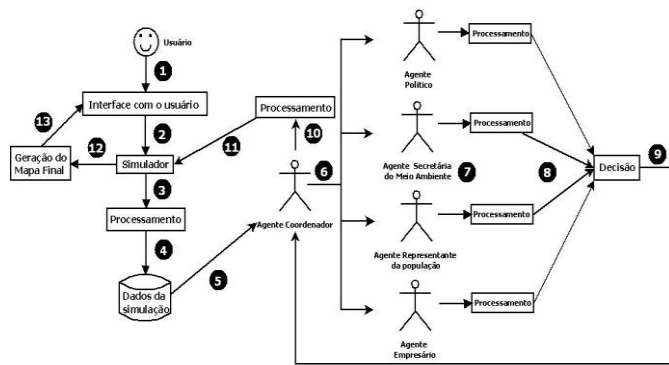 Usuário
1
Interface com o usuário
13
2
Processamento
10
11
12
Geração do
Mapa Final
Simulador
3
Processamento
4
Dados da
simulação
5
Agente Coordenador
6
Agente
Político
Processamento
Agente Secretária
do Meio Ambiente
7
Processamento
Agente Representante
da população
Processamento
Agente
Empresário
Processamento
8
Decisão
9